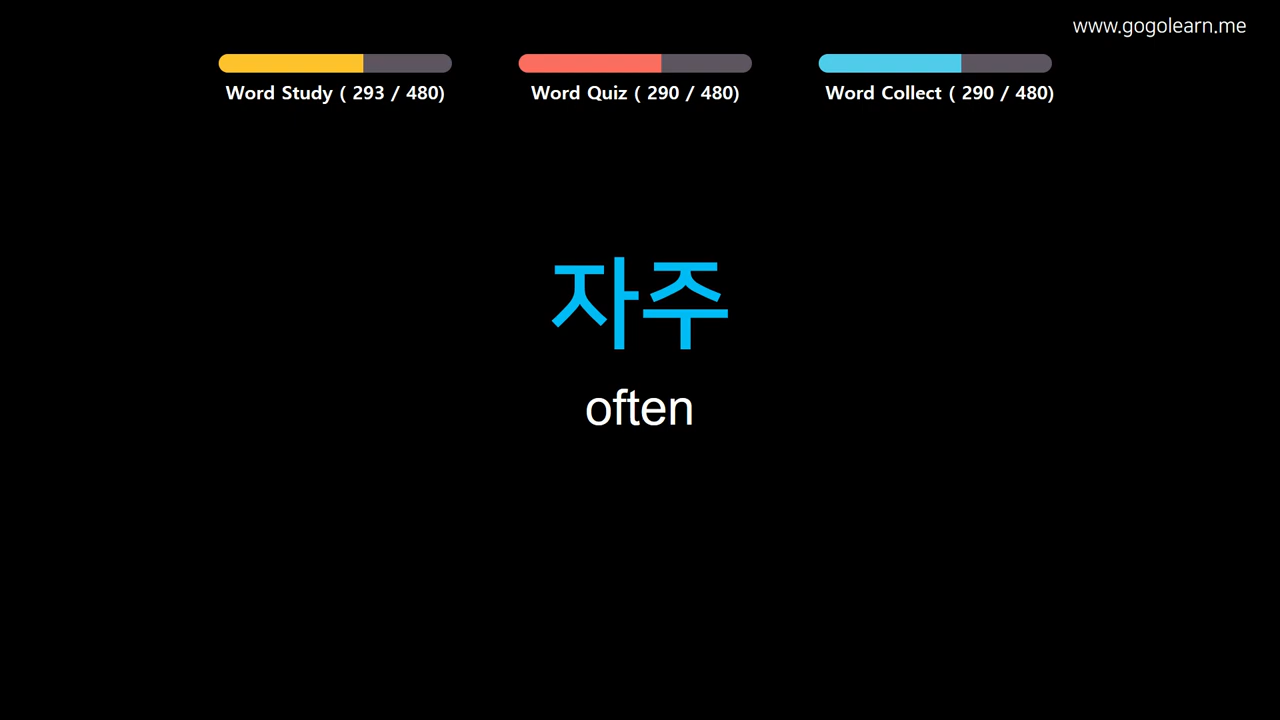 www.gogolearn.me
Word Study ( 293 / 480)
Word Quiz ( 290 / 480)
Word Collect ( 290 / 480)
자주
often